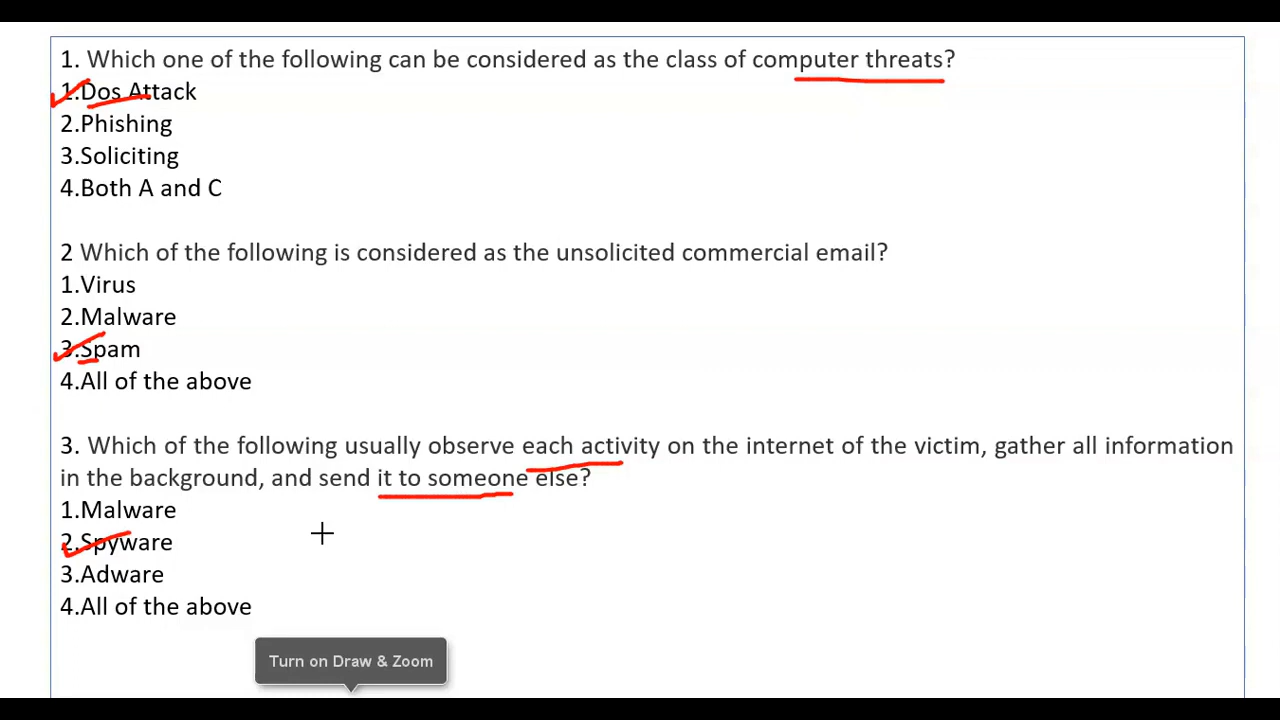 1. Which one of the following can be considered as the class of computer threats?
1.Dos Attack
2.Phishing
3.Soliciting
4.Both A and C
2 Which of the following is considered as the unsolicited commercial email?
1.Virus
2.Malware
3.Spam
4.All of the above
3. Which of the following usually observe each activity on the internet of the victim, gather all information
in the background, and send it to someone else?
1.Malware
2.Spyware
3.Adware
4.All of the above
Turn on Draw & Zoom